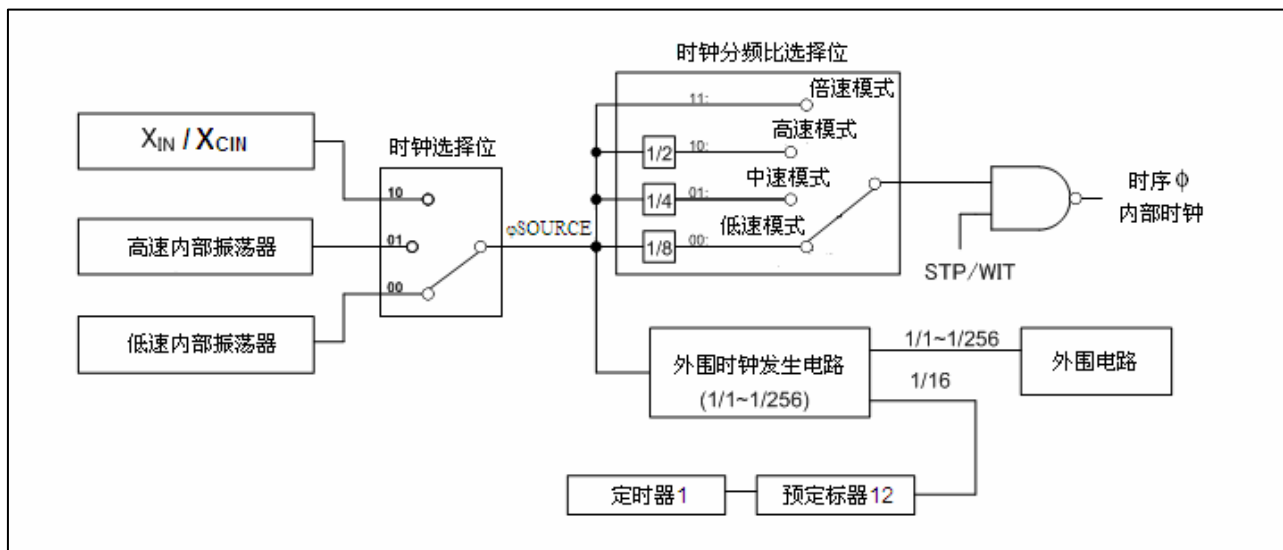 时钟分频比选择位
11:
倍速模式
XIN / XCIN
时钟选择位
1/2
10:
高速模式
1/4
01:
中速模式
1/8
00:
低速模式
10
高速内部振荡器
01
00
低速内部振荡器
φSOURCE
时序ϕ
内部时钟
STP/WIT
外围时钟发生电路
(1/1~1/256)
1/1~1/256
1/16
外围电路
定时器1
预定标器12